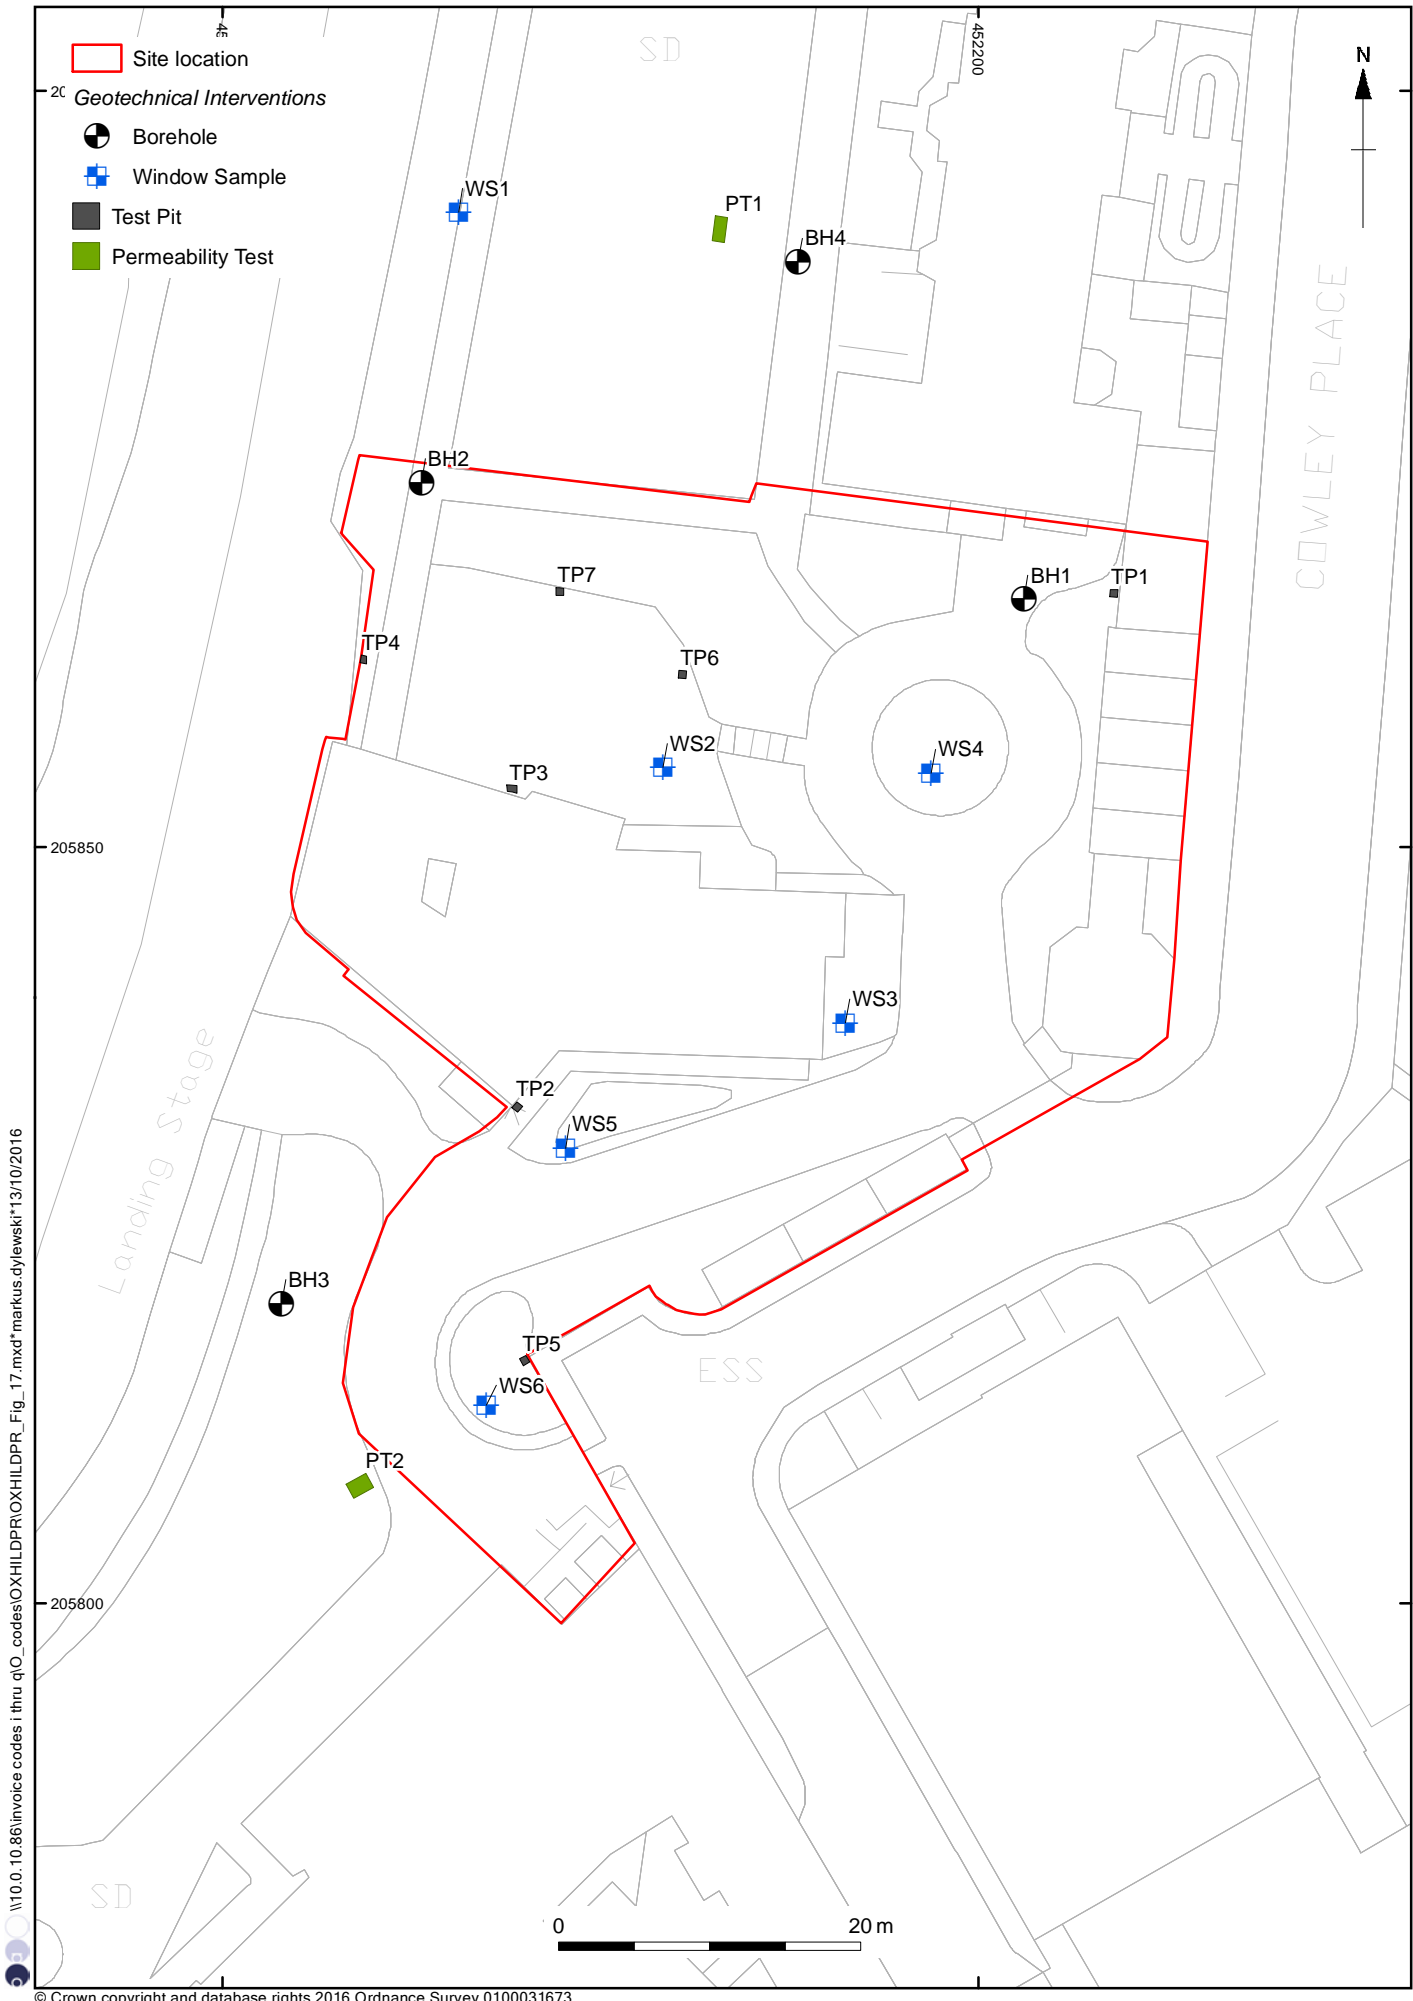 Site location
Geotechnical Interventions
Borehole
Window Sample
Test Pit
Permeability Test
SD
452200
N
WS1
PT1
BH4
COWLEY PLACE
BH2
TP7
BH1
TP1
TP4
TP6
WS2
WS4
TP3
205850
WS3
TP2
WS5
Landing Stage
BH3
TP5
ESS
WS6
PT2
205800
SD
0 20 m
\\10.0.10.86\invoice codes i thru q\O_codes\OXHILDPR\OXHILDPR_Fig_17.mxd*markus.dylewski*13/10/2016
© Crown copyright and database rights 2016 Ordnance Survey 0100031673